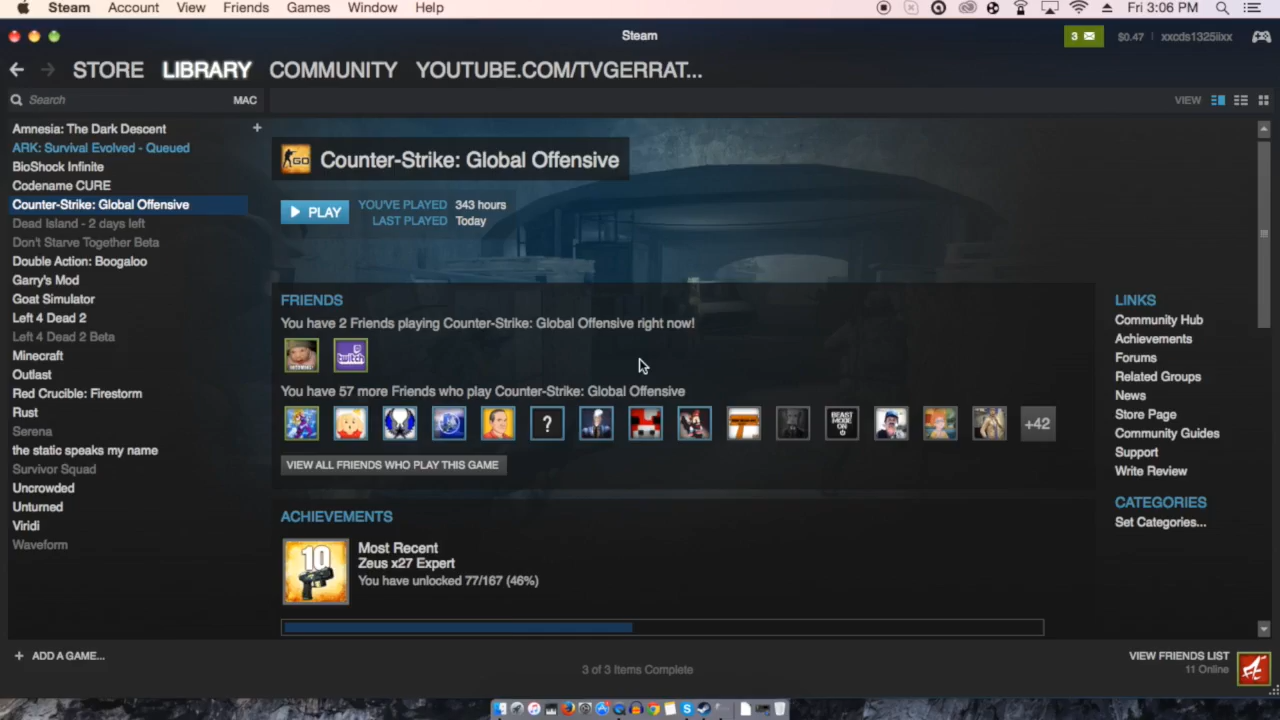 Steam Account View Friends Games Window Help Fri 3:06 PM
Steam
3 $0.47 xxcds1325iixx
STORE LIBRARY COMMUNITY YOUTUBE.COM/TVGERRAT...
Search MAC VIEW
Amnesia: The Dark Descent
ARK: Survival Evolved - Queued
BioShock Infinite
Codename CURE
Counter-Strike: Global Offensive
Dead Island - 2 days left
Don't Starve Together Beta
Double Action: Boogaloo
Garry's Mod
Goat Simulator
Left 4 Dead 2
Left 4 Dead 2 Beta
Minecraft
Outlast
Red Crucible: Firestorm
Rust
Serena
the static speaks my name
Survivor Squad
Uncrowded
Unturned
Viridi
Waveform
GO Counter-Strike: Global Offensive
PLAY YOU'VE PLAYED 343 hours
LAST PLAYED Today
FRIENDS
You have 2 Friends playing Counter-Strike: Global Offensive right now!
twitch
You have 57 more Friends who play Counter-Strike: Global Offensive
? BEAST MODE ON +42
VIEW ALL FRIENDS WHO PLAY THIS GAME
ACHIEVEMENTS
10
Most Recent
Zeus x27 Expert
You have unlocked 77/167 (46%)
LINKS
Community Hub
Achievements
Forums
Related Groups
News
Store Page
Community Guides
Support
Write Review
CATEGORIES
Set Categories...
+ ADD A GAME...
3 of 3 Items Complete
VIEW FRIENDS LIST
11 Online